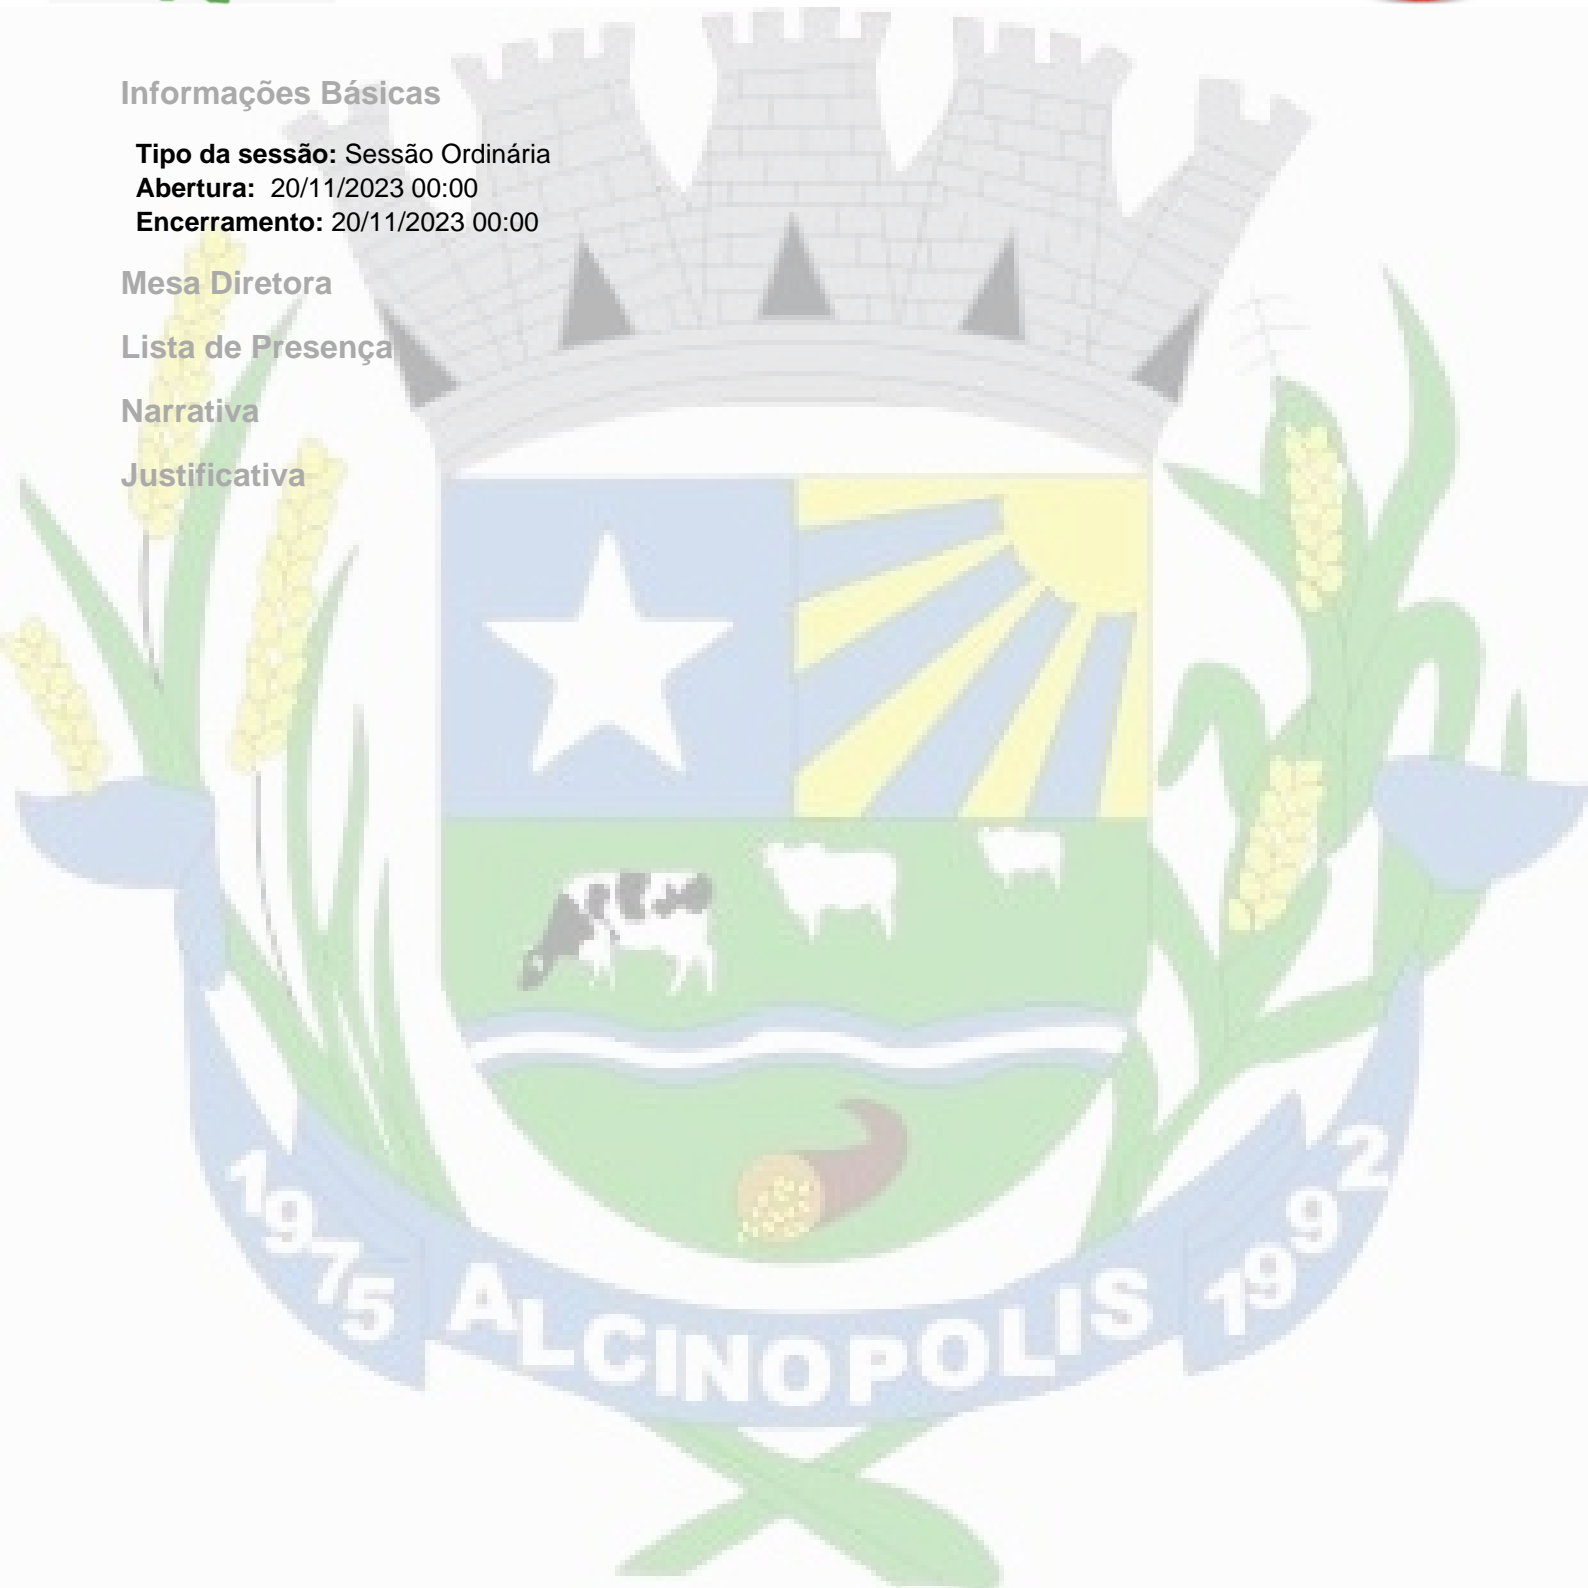 Informações Básicas
Tipo da sessão: Sessão Ordinária
Abertura: 20/11/2023 00:00
Encerramento: 20/11/2023 00:00
Mesa Diretora
Lista de Presença
Narrativa
Justificativa
1975 ALCINOPOLIS 1992